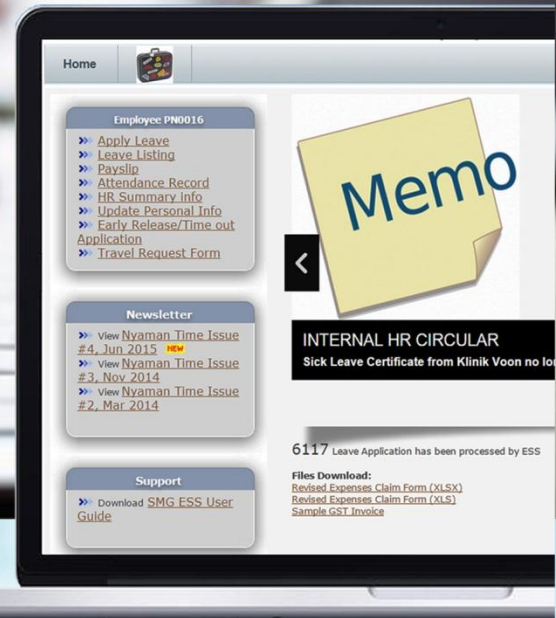 Home
Employee PN0016
Apply Leave
Leave Listing
Payslip
Attendance Record
HR Summary info
Update Personal Info
Early Release/Time out
Application
Travel Request Form
Newsletter
View Nyaman Time Issue
#4, Jun 2015 NEW
View Nyaman Time Issue
#3, Nov 2014
View Nyaman Time Issue
#2, Mar 2014
Support
Download SMG ESS User
Guide
Memo
INTERNAL HR CIRCULAR
Sick Leave Certificate from Klinik Voon no
6117 Leave Application has been processed by ESS
Files Download:
Revised Expenses Claim Form (XLSX)
Revised Expenses Claim Form (XLS)
Sample GST Invoice